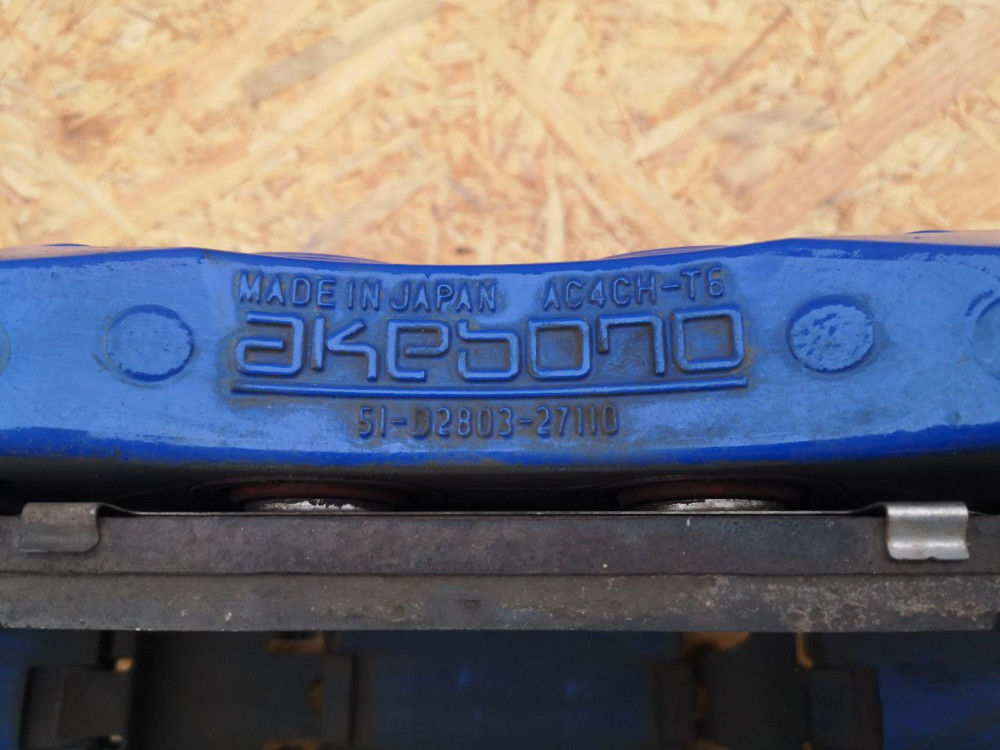 MADE IN JAPAN AC4CH-T6
akebono
51-D2803-27110